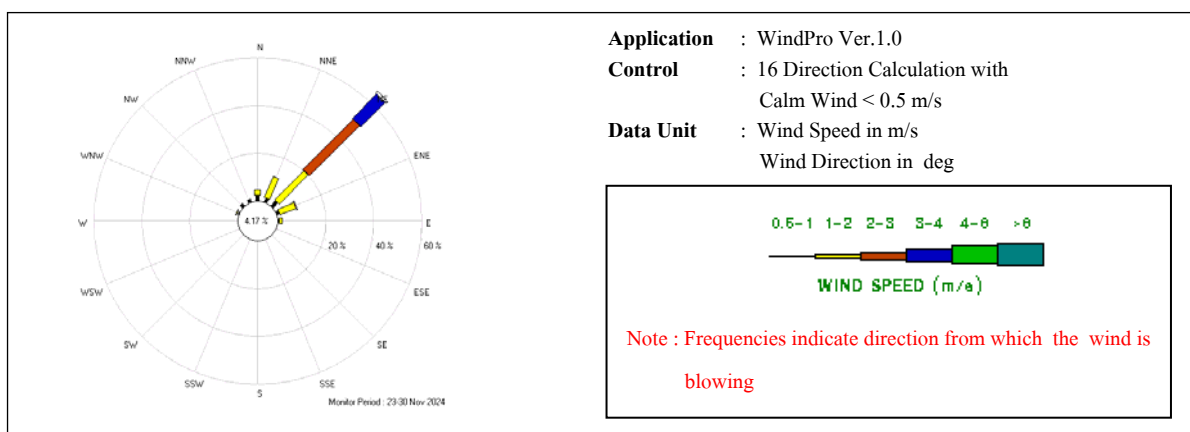 N
NNE
ENE
E
ESE
SE
SSE
S
SSW
SW
WSW
W
WNW
NW
NNW
4.17 %
20 %
40 %
60 %
Monitor Period : 23-30 Nov 2024
Application : WindPro Ver.1.0
Control : 16 Direction Calculation with
Calm Wind < 0.5 m/s
Data Unit : Wind Speed in m/s
Wind Direction in deg
0.5-1 1-2 2-3 3-4 4-6 >6
WIND SPEED (m/s)
Note : Frequencies indicate direction from which the wind is
blowing